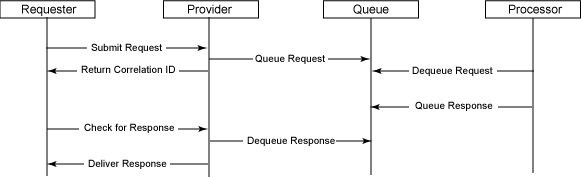 Requester
Provider
Queue
Processor
Submit Request
Queue Request
Return Correlation ID
Dequeue Request
Queue Response
Check for Response
Dequeue Response
Deliver Response